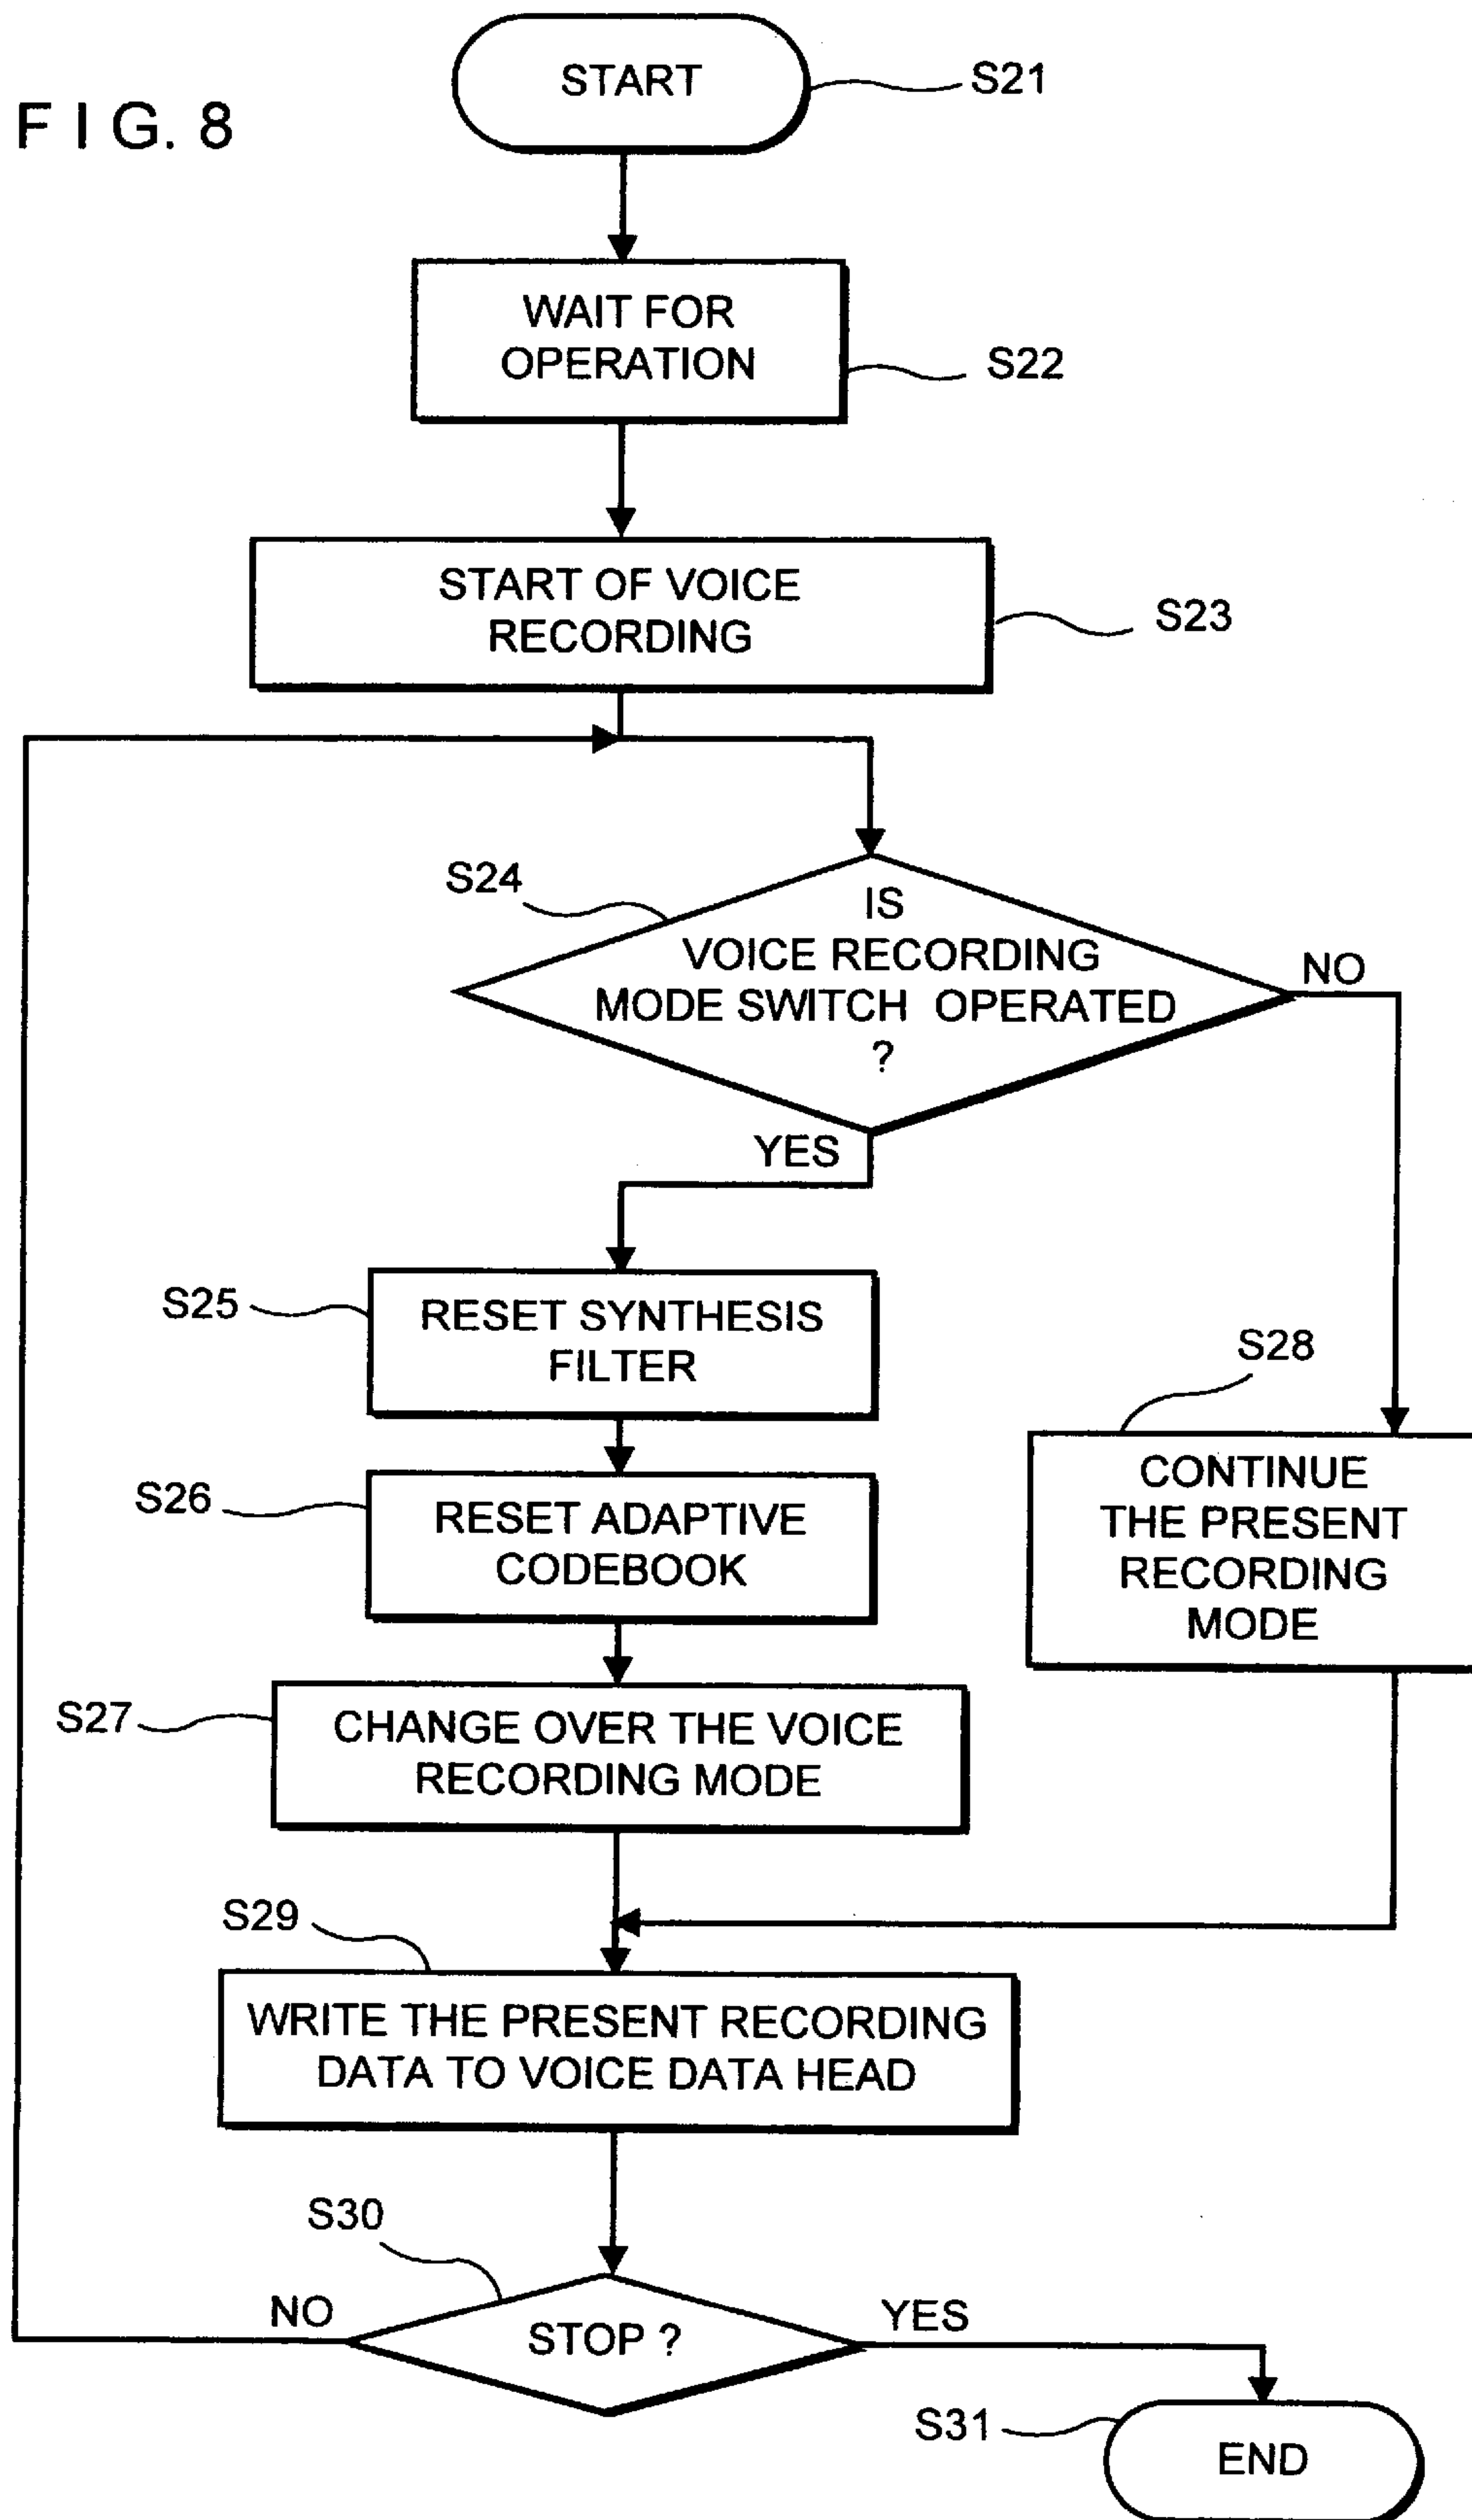 START
S21
F I G. 8
WAIT FOR
OPERATION
S22
START OF VOICE
RECORDING
S23
S24
IS
VOICE RECORDING
MODE SWITCH OPERATED
?
NO
YES
S25
RESET SYNTHESIS
FILTER
S28
CONTINUE
THE PRESENT
RECORDING
MODE
S26
RESET ADAPTIVE
CODEBOOK
S27
CHANGE OVER THE VOICE
RECORDING MODE
S29
WRITE THE PRESENT RECORDING
DATA TO VOICE DATA HEAD
S30
NO
STOP ?
YES
S31
END